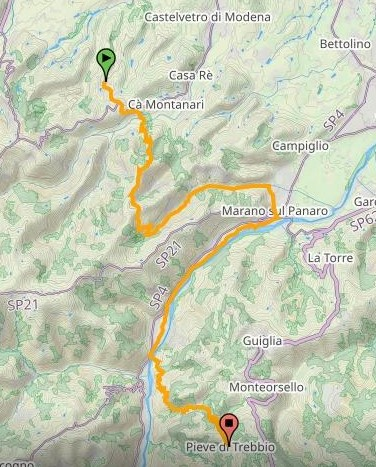 Castelvetro di Modena
Bettolino
Casa Rè
Cà Montanari
SP4
Campiglio
Marano sul Panaro
SP21
La Torre
SP4
SP21
Guiglia
Monteorsello
Pieve di Trebbio